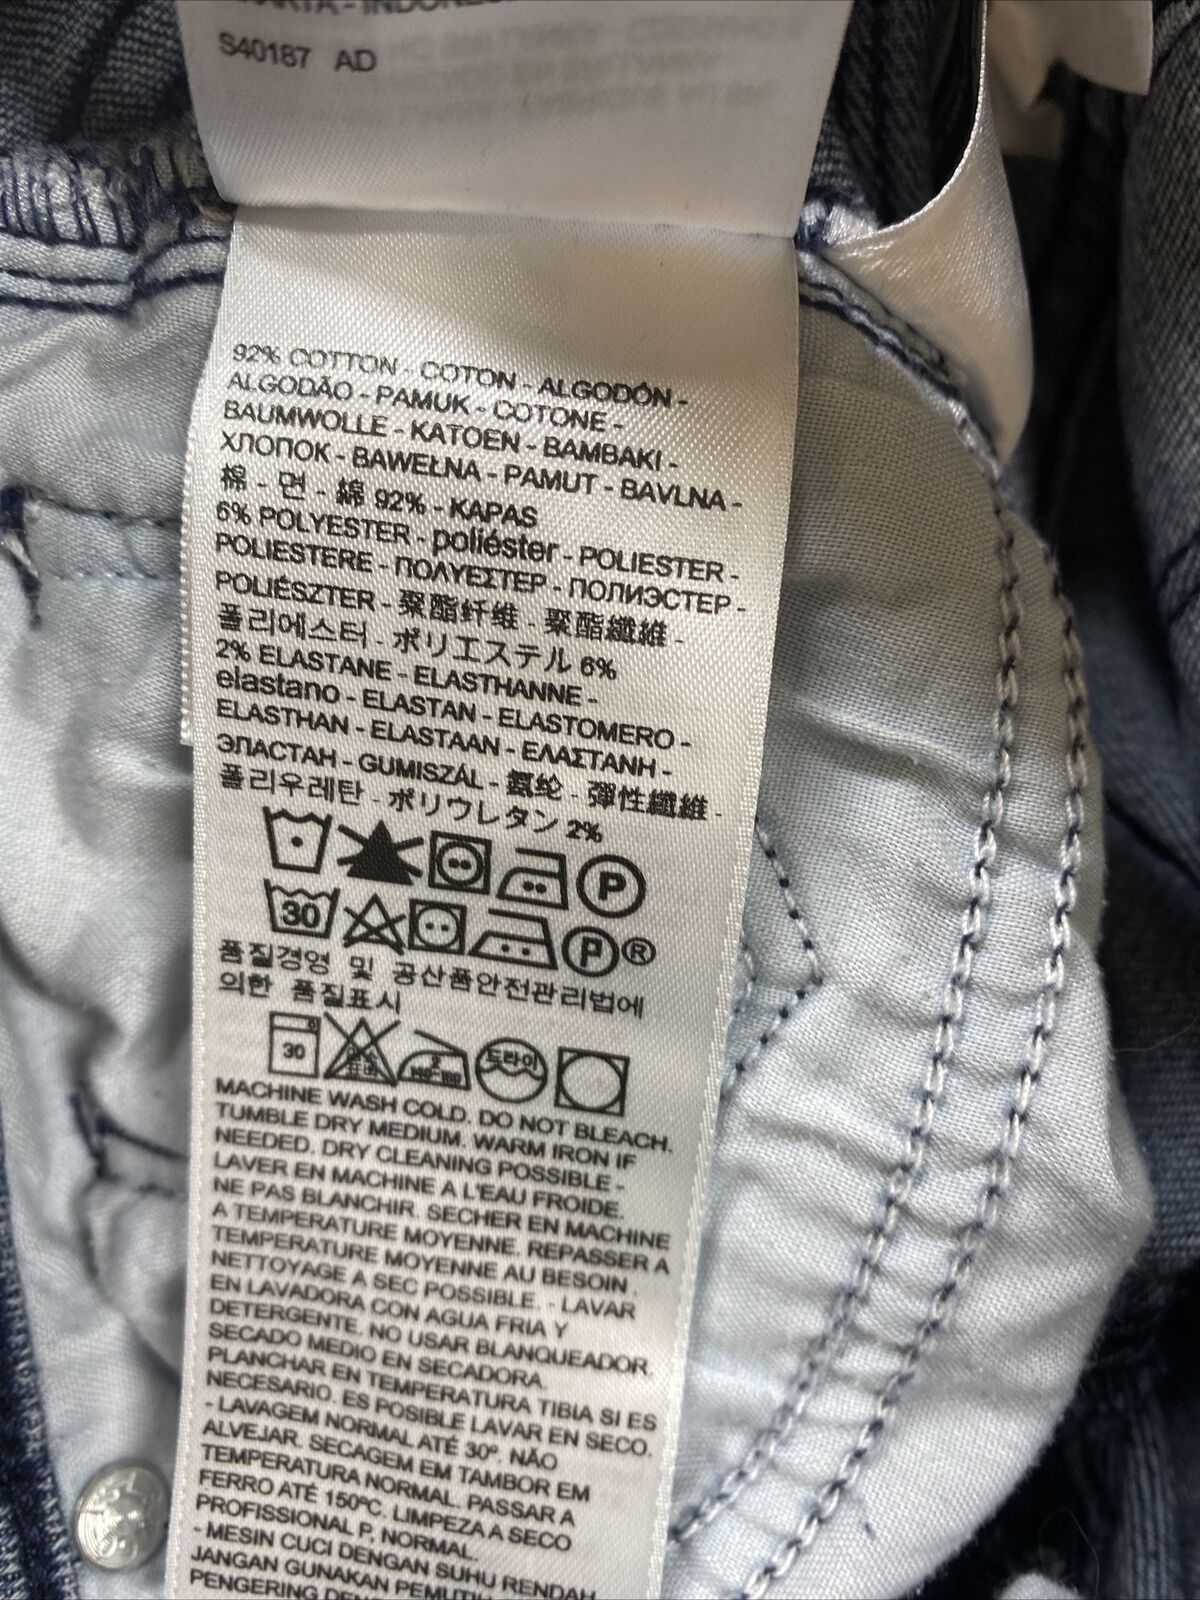 S40187 AD
92% COTTON - COTON - ALGODÓN -
ALGODÃO - PAMUK - COTONE -
BAUMWOLLE - KATOEN - BAMBAKI -
ХЛОПОК - BAWEŁNA - PAMUT - BAVLNA -
棉 - 면 - 綿 92% - KAPAS
6% POLYESTER - poliéster - POLIESTER -
POLIESTERE - ΠΟΛΥΕΣΤΕΡ - ПОЛИЭСТЕР -
POLIÉSZTER - 聚酯纤维 - 聚酯纖維 -
폴리에스터 - ポリエステル 6%
2% ELASTANE - ELASTHANNE -
elastano - ELASTAN - ELASTOMERO -
ELASTHAN - ELASTAAN - ΕΛΑΣΤΑΝΗ -
ЭЛАСТАН - GUMISZÁL - 氨纶 - 彈性纖維 -
폴리우레탄 - ポリウレタン 2%
P
30 P ®
품질경영 및 공산품안전관리법에
의한 품질표시
30 드라이
MACHINE WASH COLD. DO NOT BLEACH.
TUMBLE DRY MEDIUM. WARM IRON IF
NEEDED. DRY CLEANING POSSIBLE -
LAVER EN MACHINE A L'EAU FROIDE.
NE PAS BLANCHIR. SECHER EN MACHINE
A TEMPERATURE MOYENNE. REPASSER A
TEMPERATURE MOYENNE AU BESOIN .
NETTOYAGE A SEC POSSIBLE. - LAVAR
EN LAVADORA CON AGUA FRIA Y
DETERGENTE. NO USAR BLANQUEADOR.
SECADO MEDIO EN SECADORA.
PLANCHAR EN TEMPERATURA TIBIA SI ES
NECESARIO. ES POSIBLE LAVAR EN SECO.
- LAVAGEM NORMAL ATÉ 30º. NÃO
ALVEJAR. SECAGEM EM TAMBOR EM
TEMPERATURA NORMAL. PASSAR A
FERRO ATÉ 150ºC. LIMPEZA A SECO
PROFISSIONAL P. NORMAL.
- MESIN CUCI DENGAN SUHU RENDAH
JANGAN GUNAKAN PEMUTIH
PENGERING DENGAN